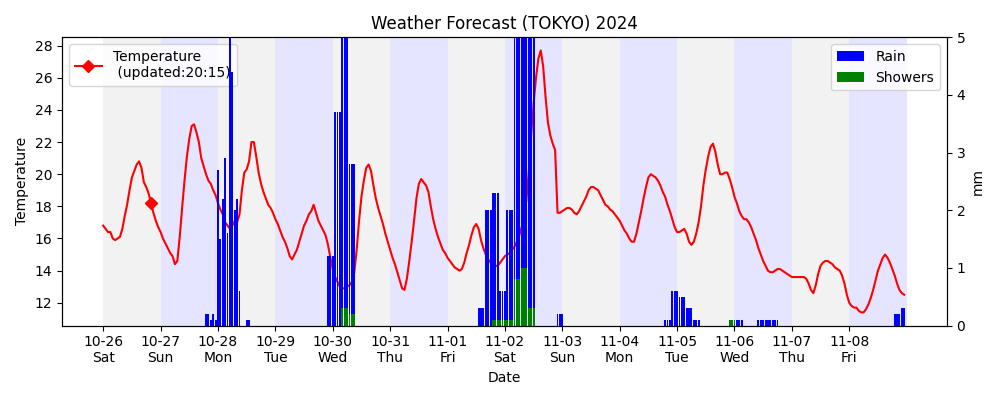 Weather Forecast (TOKYO) 2024
Temperature
(updated:20:15)
Rain
Showers
28
26
24
22
20
18
16
14
12
Temperature
5
4
3
2
1
0
mm
10-26 10-27 10-28 10-29 10-30 10-31 11-01 11-02 11-03 11-04 11-05 11-06 11-07 11-08
Sat Sun Mon Tue Wed Thu Fri Sat Sun Mon Tue Wed Thu Fri
Date